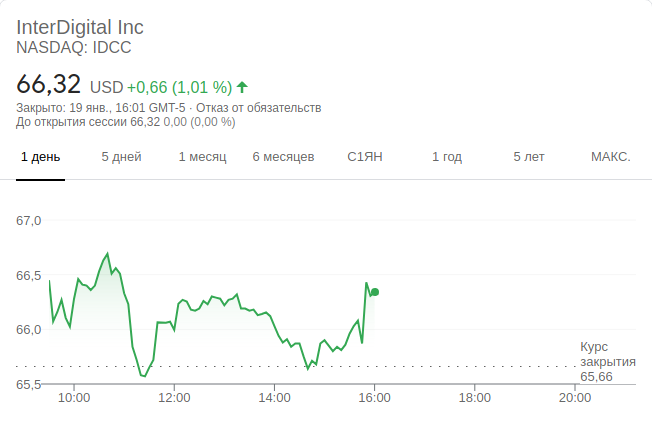 InterDigital Inc
NASDAQ: IDCC
66,32 USD +0,66 (1,01 %)
Закрыто: 19 янв., 16:01 GMT-5 · Отказ от обязательств
До открытия сессии 66,32 0,00 (0,00 %)
1 день 5 дней 1 месяц 6 месяцев С1ЯН 1 год 5 лет МАКС.
67,0
66,5
66,0
Курс
закрытия
65,66
65,5
10:00 12:00 14:00 16:00 18:00 20:00